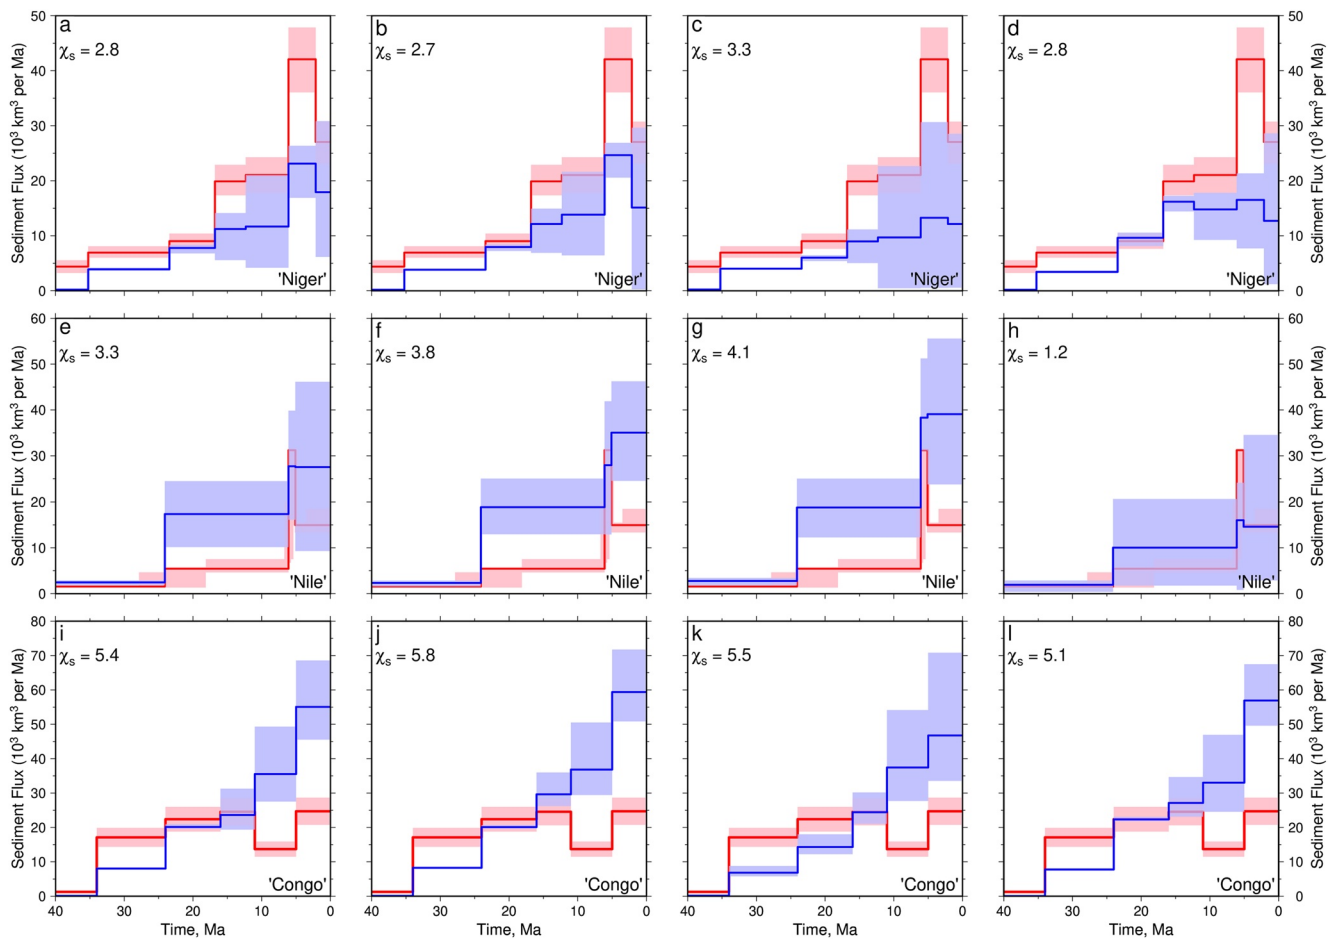 a
χs = 2.8
'Niger'
b
χs = 2.7
'Niger'
c
χs = 3.3
'Niger'
d
χs = 2.8
'Niger'
0
10
20
30
40
50
Sediment Flux (10³ km³ per Ma)
0
10
20
30
40
50
Sediment Flux (10³ km³ per Ma)
e
χs = 3.3
'Nile'
f
χs = 3.8
'Nile'
g
χs = 4.1
'Nile'
h
χs = 1.2
'Nile'
0
10
20
30
40
50
60
Sediment Flux (10³ km³ per Ma)
0
10
20
30
40
50
60
Sediment Flux (10³ km³ per Ma)
i
χs = 5.4
'Congo'
j
χs = 5.8
'Congo'
k
χs = 5.5
'Congo'
l
χs = 5.1
'Congo'
0
10
20
30
40
50
60
70
80
Sediment Flux (10³ km³ per Ma)
0
10
20
30
40
50
60
70
80
Sediment Flux (10³ km³ per Ma)
40 30 20 10 0
Time, Ma
40 30 20 10 0
Time, Ma
40 30 20 10 0
Time, Ma
40 30 20 10 0
Time, Ma